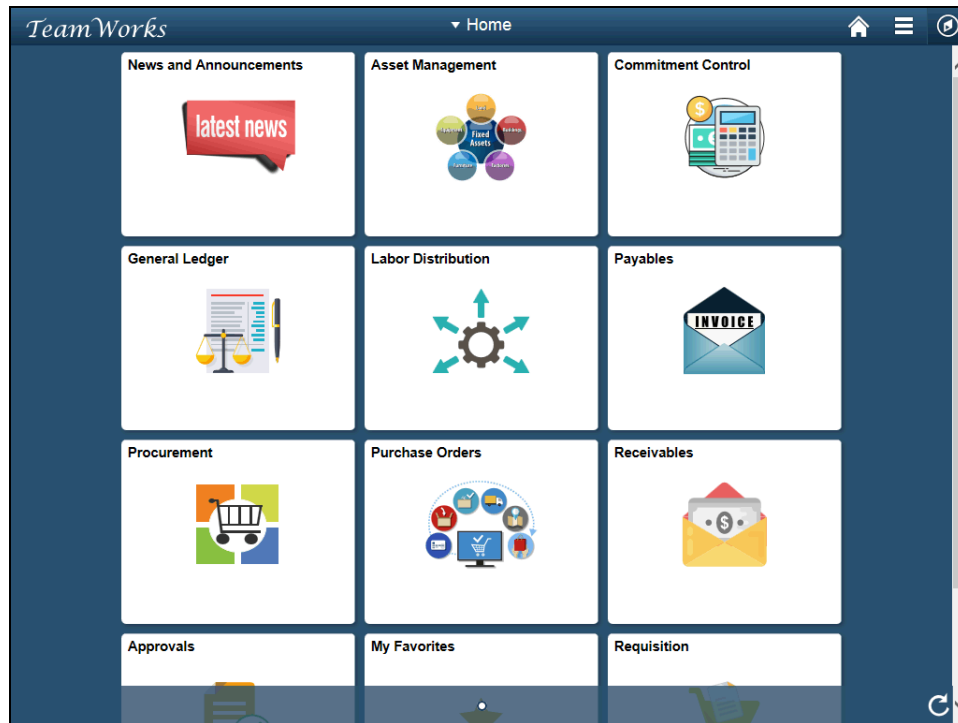 TeamWorks
Home
News and Announcements
latest news
Asset Management
Fixed
Assets
Commitment Control
$
General Ledger
Labor Distribution
Payables
INVOICE
Procurement
Purchase Orders
Receivables
$
Approvals
My Favorites
Requisition